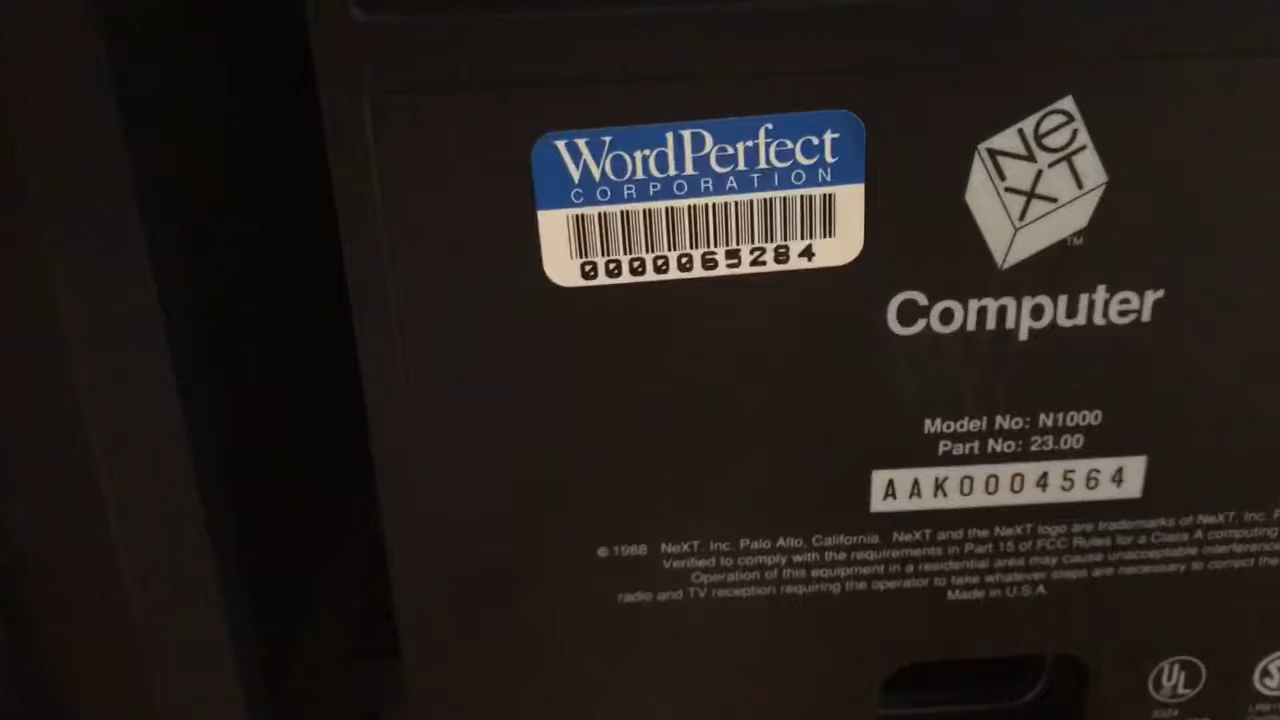 WordPerfect
CORPORATION
0000065284
NeXT
TM
Computer
Model No: N1000
Part No: 23.00
AAK0004564
© 1988 NeXT, Inc. Palo Alto, California. NeXT and the NeXT logo are trademarks of NeXT, Inc.
Verified to comply with the requirements in Part 15 of FCC Rules for a Class A computing
Operation of this equipment in a residential area may cause unacceptable interference
radio and TV reception requiring the operator to take whatever steps are necessary to correct the
Made in U.S.A.
UL